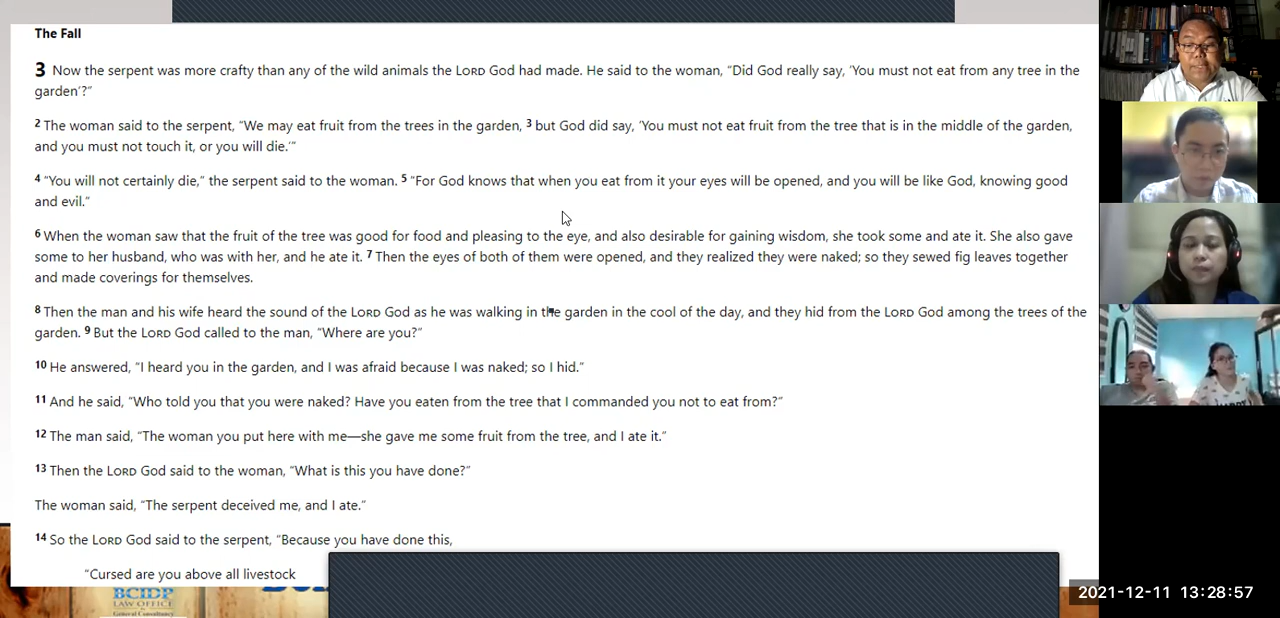 The Fall
3 Now the serpent was more crafty than any of the wild animals the LORD God had made. He said to the woman, “Did God really say, ‘You must not eat from any tree in the
garden’?”
2 The woman said to the serpent, “We may eat fruit from the trees in the garden, 3 but God did say, ‘You must not eat fruit from the tree that is in the middle of the garden,
and you must not touch it, or you will die.’”
4 “You will not certainly die,” the serpent said to the woman. 5 “For God knows that when you eat from it your eyes will be opened, and you will be like God, knowing good
and evil.”
6 When the woman saw that the fruit of the tree was good for food and pleasing to the eye, and also desirable for gaining wisdom, she took some and ate it. She also gave
some to her husband, who was with her, and he ate it. 7 Then the eyes of both of them were opened, and they realized they were naked; so they sewed fig leaves together
and made coverings for themselves.
8 Then the man and his wife heard the sound of the LORD God as he was walking in the garden in the cool of the day, and they hid from the LORD God among the trees of the
garden. 9 But the LORD God called to the man, “Where are you?”
10 He answered, “I heard you in the garden, and I was afraid because I was naked; so I hid.”
11 And he said, “Who told you that you were naked? Have you eaten from the tree that I commanded you not to eat from?”
12 The man said, “The woman you put here with me—she gave me some fruit from the tree, and I ate it.”
13 Then the LORD God said to the woman, “What is this you have done?”
The woman said, “The serpent deceived me, and I ate.”
14 So the LORD God said to the serpent, “Because you have done this,
“Cursed are you above all livestock
BCIDP
LAW OFFICE
General Consultancy
2021-12-11 13:28:57